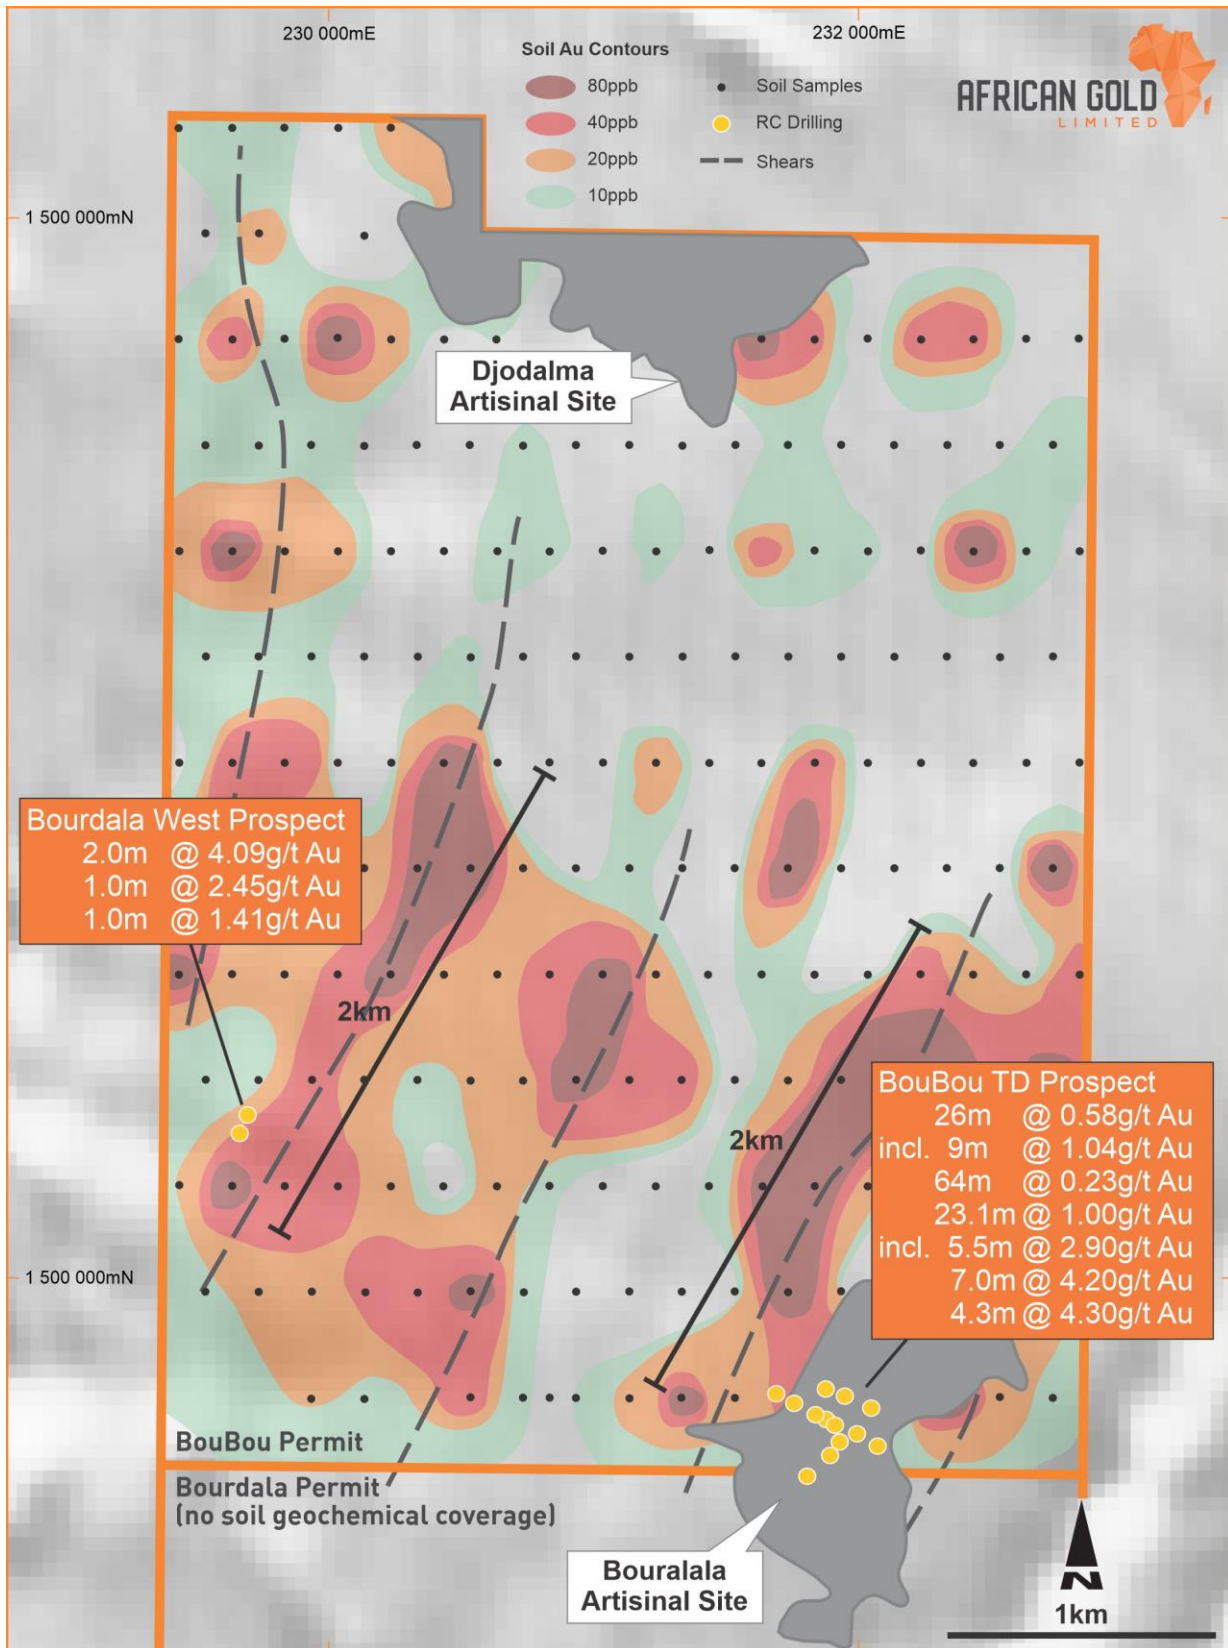 230 000mE
232 000mE
Soil Au Contours
80ppb
Soil Samples
40ppb
RC Drilling
20ppb
Shears
10ppb
AFRICAN GOLD
LIMITED
1 500 000mN
Djodalma
Artisinal Site
Bourdala West Prospect
2.0m @ 4.09g/t Au
1.0m @ 2.45g/t Au
1.0m @ 1.41g/t Au
2km
2km
BouBou TD Prospect
26m @ 0.58g/t Au
incl. 9m @ 1.04g/t Au
64m @ 0.23g/t Au
23.1m @ 1.00g/t Au
incl. 5.5m @ 2.90g/t Au
7.0m @ 4.20g/t Au
4.3m @ 4.30g/t Au
1 500 000mN
BouBou Permit
Bourdala Permit
(no soil geochemical coverage)
Bouralala
Artisinal Site
N
1km